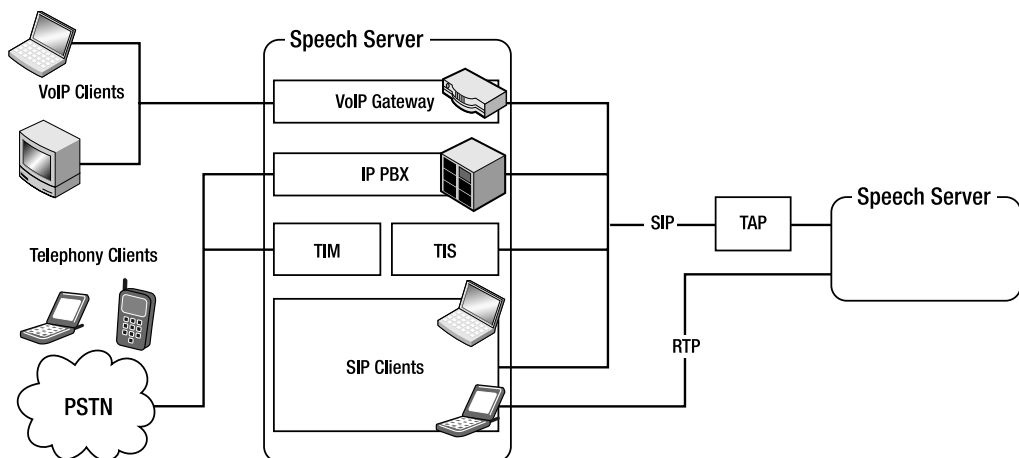 Speech Server
VoIP Clients
VoIP Gateway
IP PBX
Telephony Clients
TIM
TIS
SIP Clients
PSTN
SIP
TAP
Speech Server
RTP